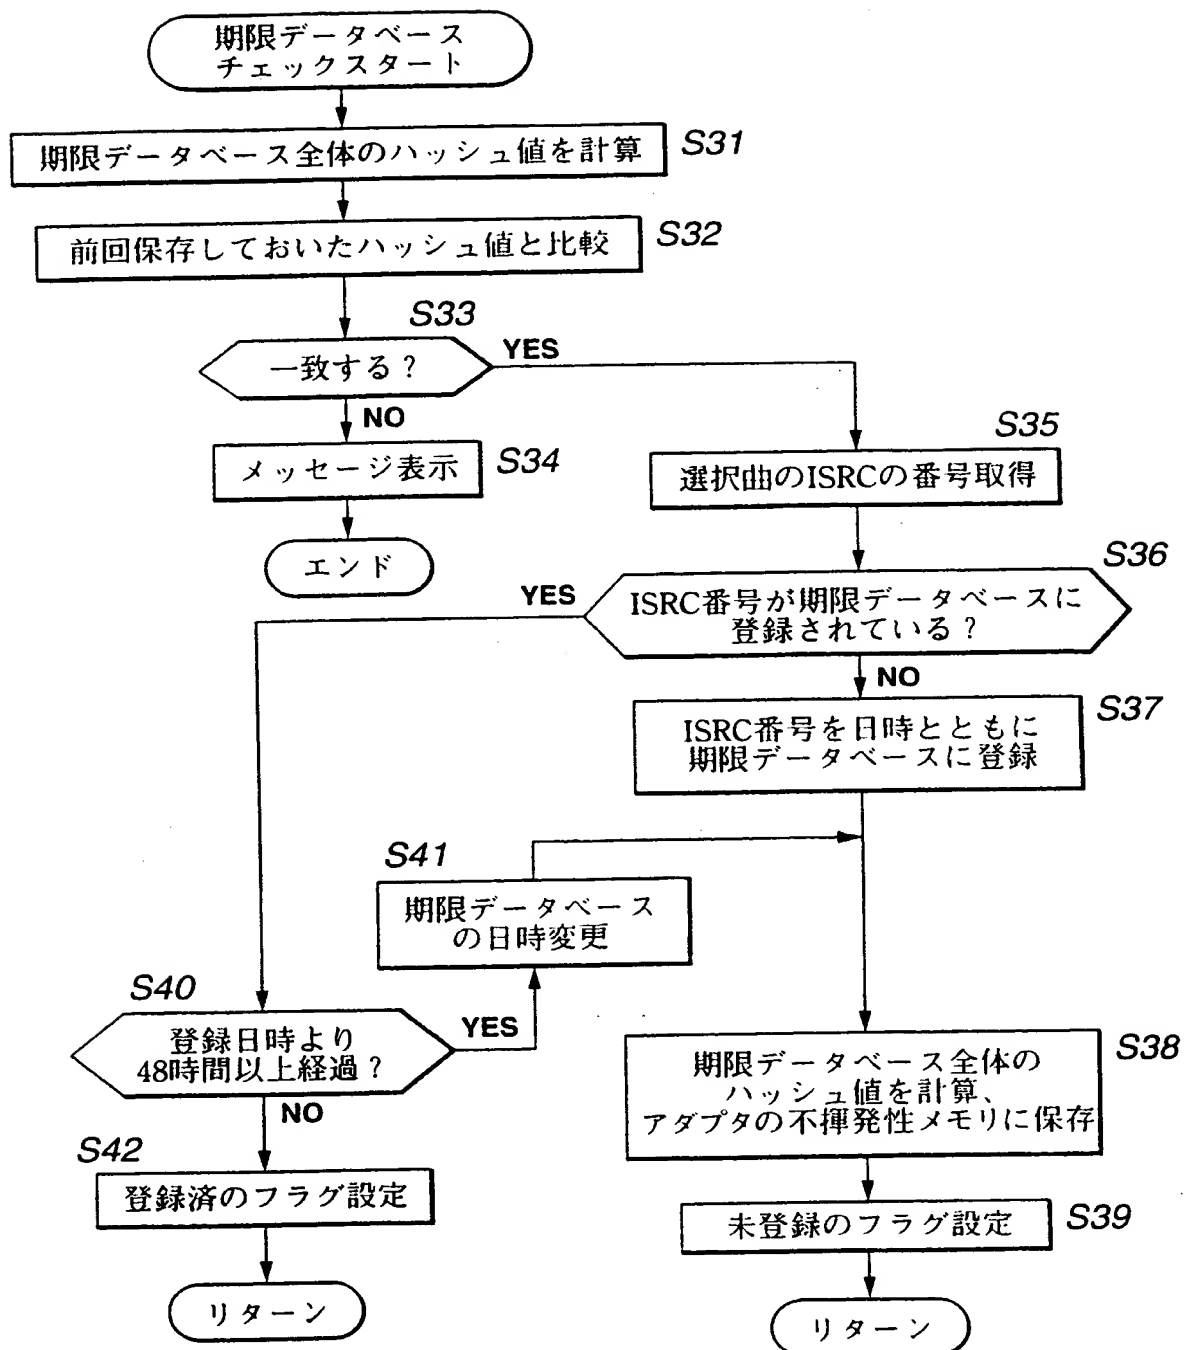 期限データベース
チェックスタート
期限データベース全体のハッシュ値を計算
S31
前回保存しておいたハッシュ値と比較
S32
S33
一致する?
YES
NO
メッセージ表示
S34
エンド
S35
選択曲のISRCの番号取得
S36
ISRC番号が期限データベースに
登録されている?
YES
NO
S37
ISRC番号を日時とともに
期限データベースに登録
S41
期限データベース
の日時変更
S40
登録日時より
48時間以上経過?
YES
NO
S42
登録済のフラグ設定
リターン
S38
期限データベース全体の
ハッシュ値を計算、
アダプタの不揮発性メモリに保存
未登録のフラグ設定
S39
リターン